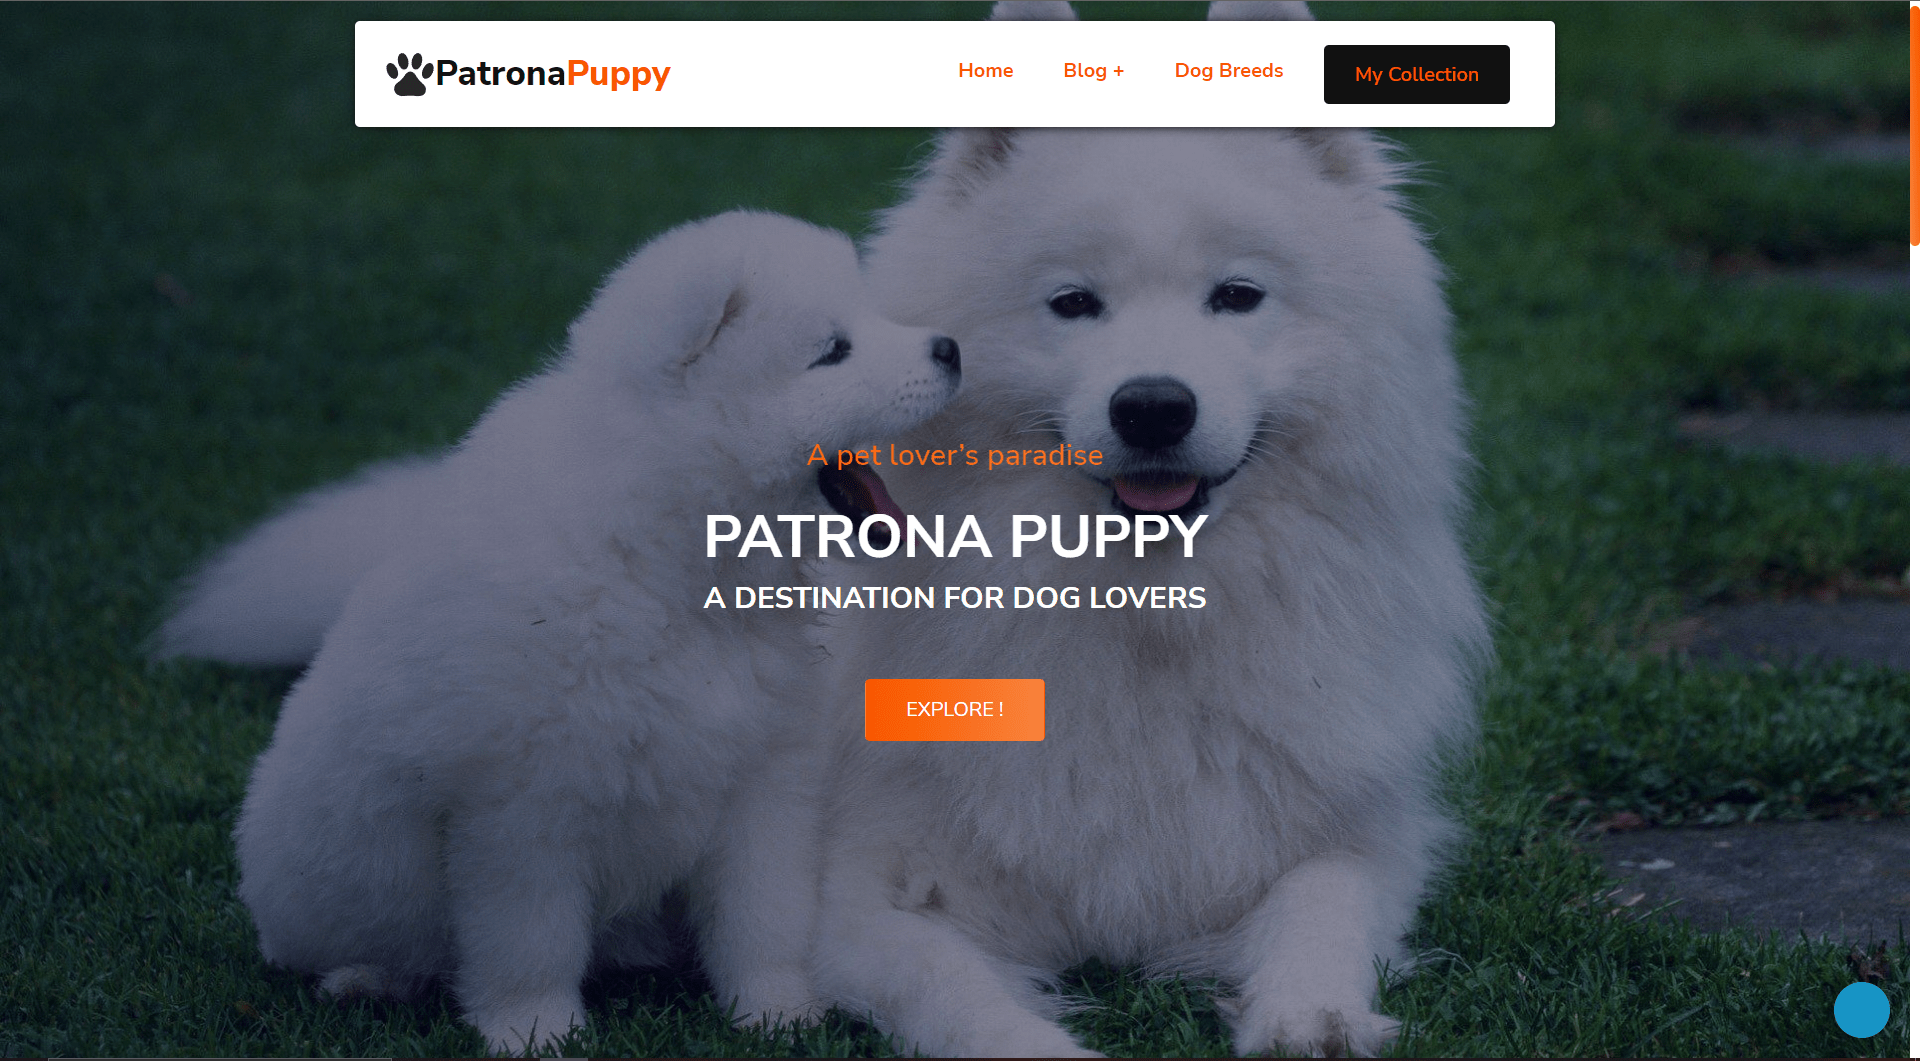 PatronaPuppy
Home Blog + Dog Breeds My Collection
A pet lover’s paradise
PATRONA PUPPY
A DESTINATION FOR DOG LOVERS
EXPLORE !